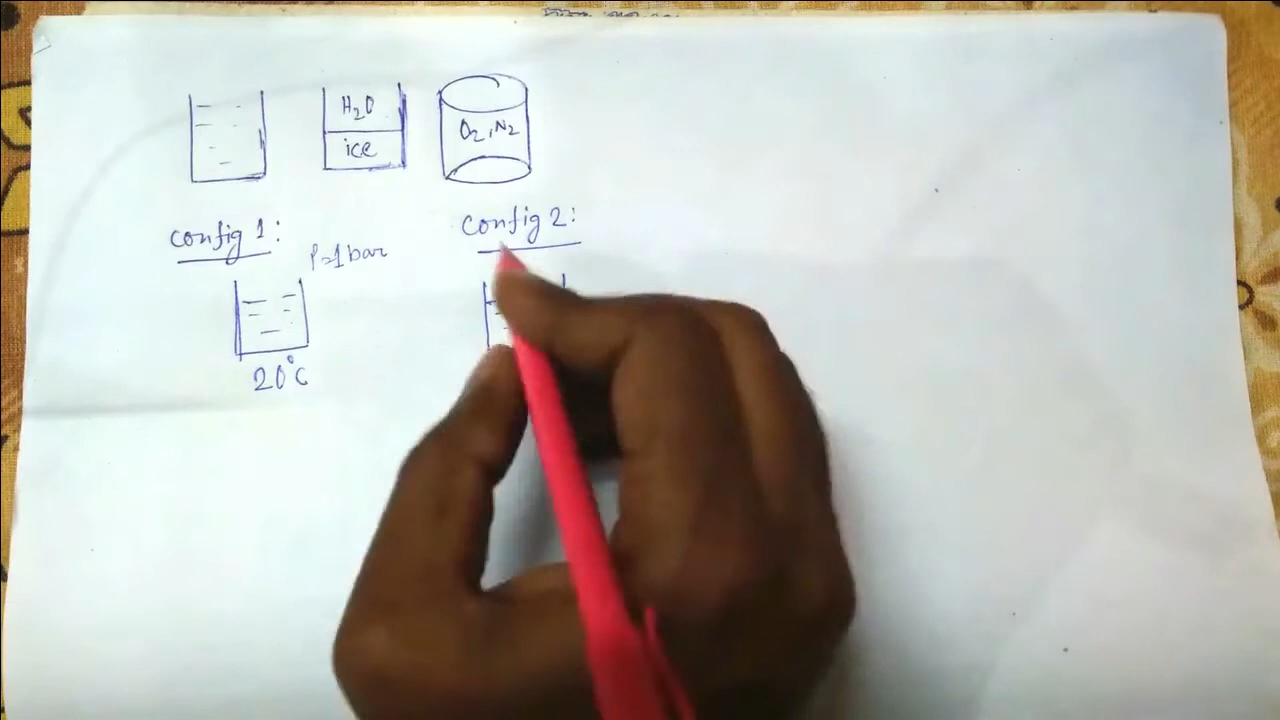 H₂O
ice
O₂, N₂
config 1:
P=1 bar
20°C
config 2: